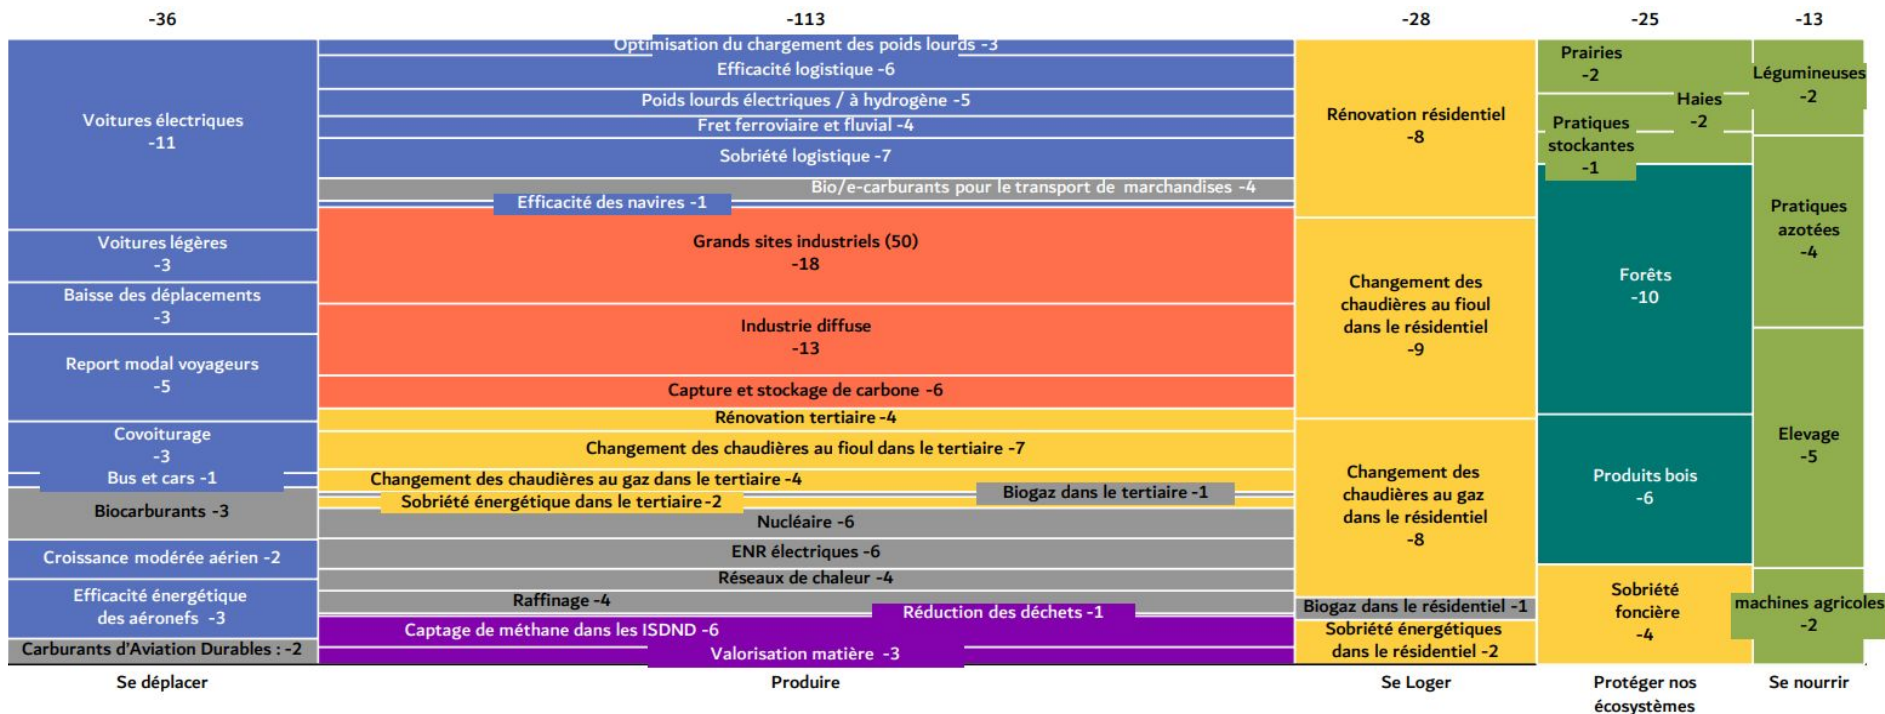 -36
-113
-28
-25
-13
Voitures électriques
-11
Voitures légères
-3
Baisse des déplacements
-3
Report modal voyageurs
-5
Covoiturage
-3
Bus et cars -1
Biocarburants -3
Croissance modérée aérien -2
Efficacité énergétique
des aéronefs -3
Carburants d'Aviation Durables : -2
Se déplacer
Optimisation du chargement des poids lourds -3
Efficacité logistique -6
Poids lourds électriques / à hydrogène -5
Fret ferroviaire et fluvial -4
Sobriété logistique -7
Bio/e-carburants pour le transport de marchandises -4
Efficacité des navires -1
Grands sites industriels (50)
-18
Industrie diffuse
-13
Capture et stockage de carbone -6
Rénovation tertiaire -4
Changement des chaudières au fioul dans le tertiaire -7
Changement des chaudières au gaz dans le tertiaire -4
Biogaz dans le tertiaire -1
Sobriété énergétique dans le tertiaire -2
Nucléaire -6
ENR électriques -6
Réseaux de chaleur -4
Raffinage -4
Réduction des déchets -1
Captage de méthane dans les ISDND -6
Valorisation matière -3
Produire
Rénovation résidentiel
-8
Changement des
chaudières au fioul
dans le résidentiel
-9
Changement des
chaudières au gaz
dans le résidentiel
-8
Biogaz dans le résidentiel -1
Sobriété énergétiques
dans le résidentiel -2
Se Loger
Prairies
-2
Haies
-2
Pratiques
stockantes
-1
Forêts
-10
Produits bois
-6
Sobriété
foncière
-4
Protéger nos
écosystèmes
Légumineuses
-2
Pratiques
azotées
-4
Elevage
-5
machines agricoles
-2
Se nourrir